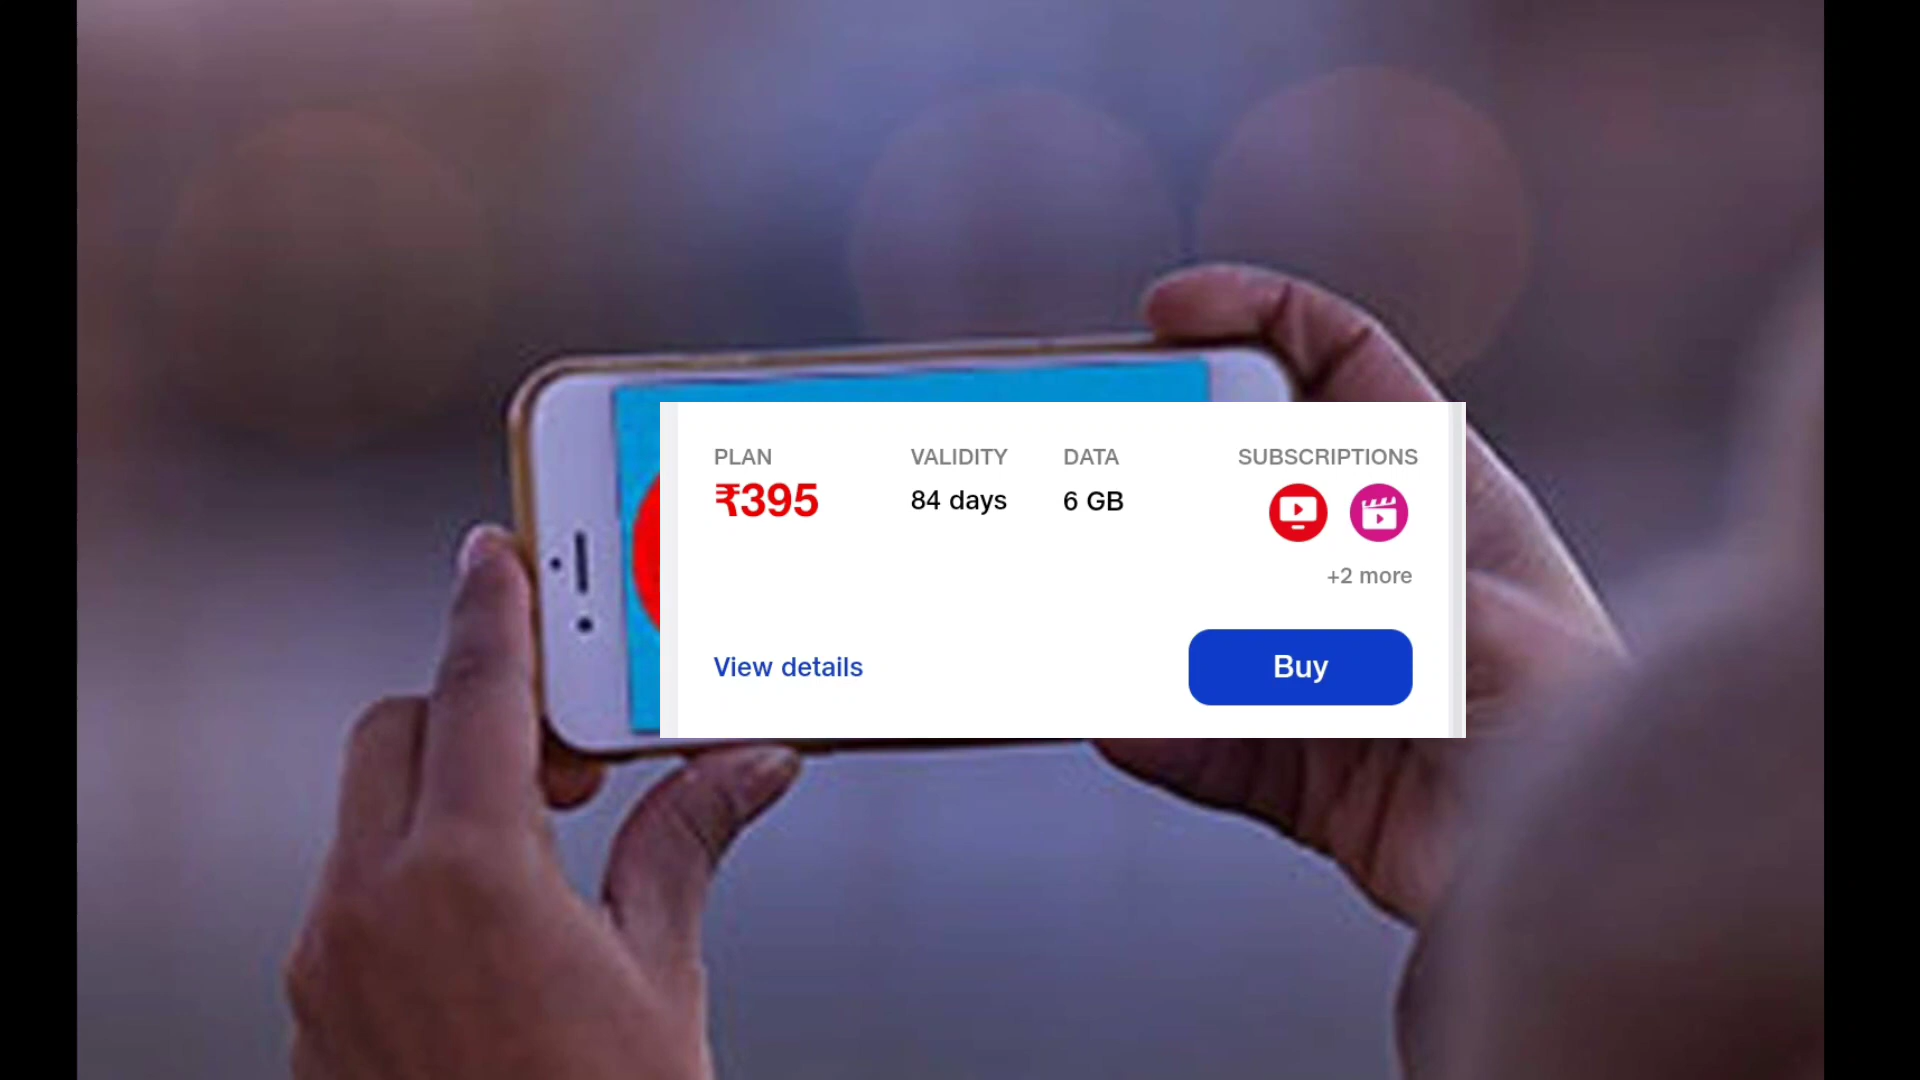 PLAN VALIDITY DATA SUBSCRIPTIONS
₹395 84 days 6 GB
+2 more
View details Buy